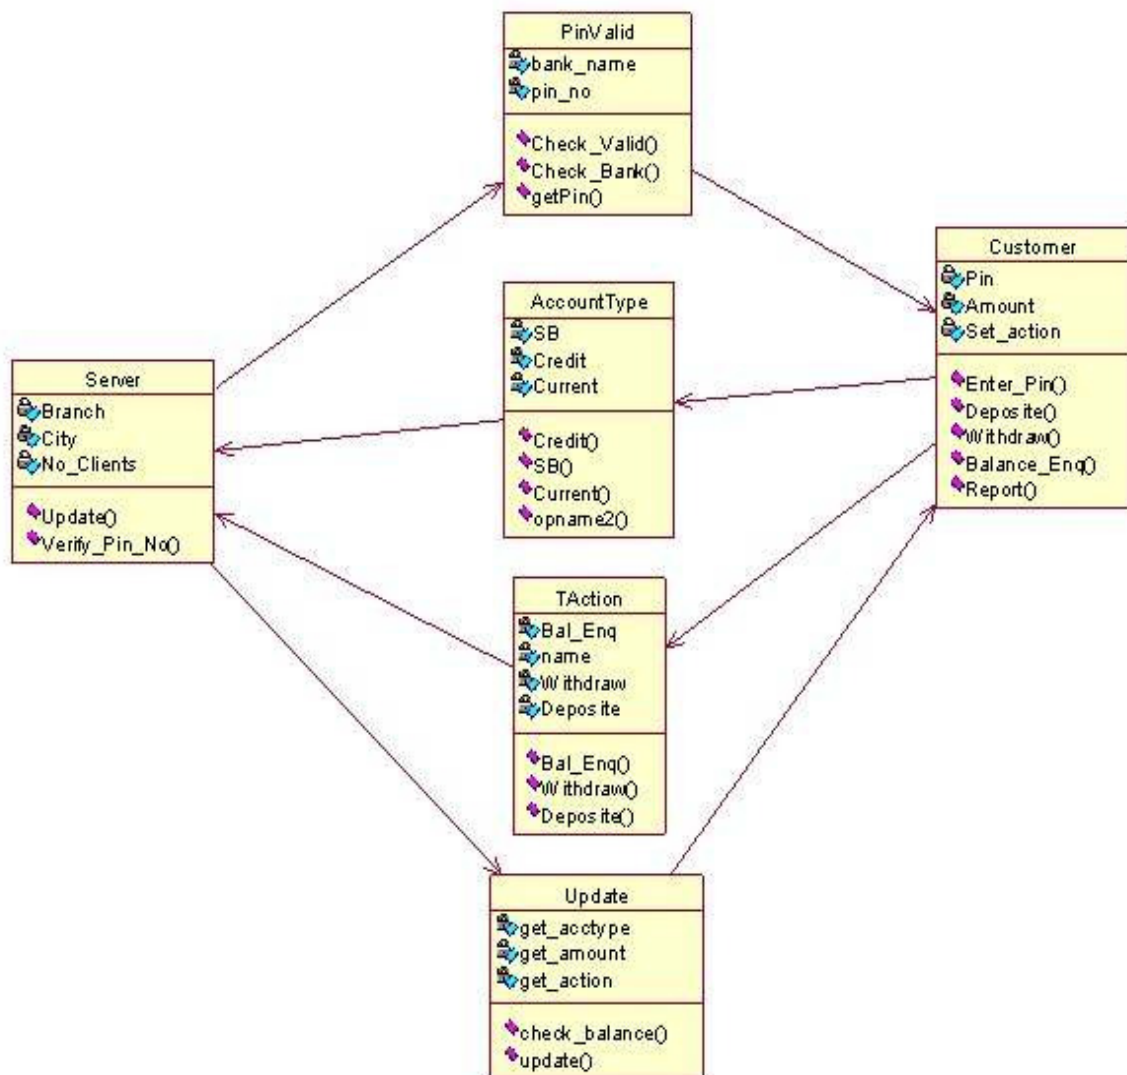 PinValid
bank_name
pin_no
Check_Valid()
Check_Bank()
getPin()
Customer
Pin
Amount
Set_action
Enter_Pin()
Deposite()
Withdraw()
Balance_Enq()
Report()
AccountType
SB
Credit
Current
Credit()
SB()
Current()
opname2()
Server
Branch
City
No_Clients
Update()
Verify_Pin_No()
TAction
Bal_Enq
name
Withdraw
Deposite
Bal_Enq()
Withdraw()
Deposite()
Update
get_acctype
get_amount
get_action
check_balance()
update()